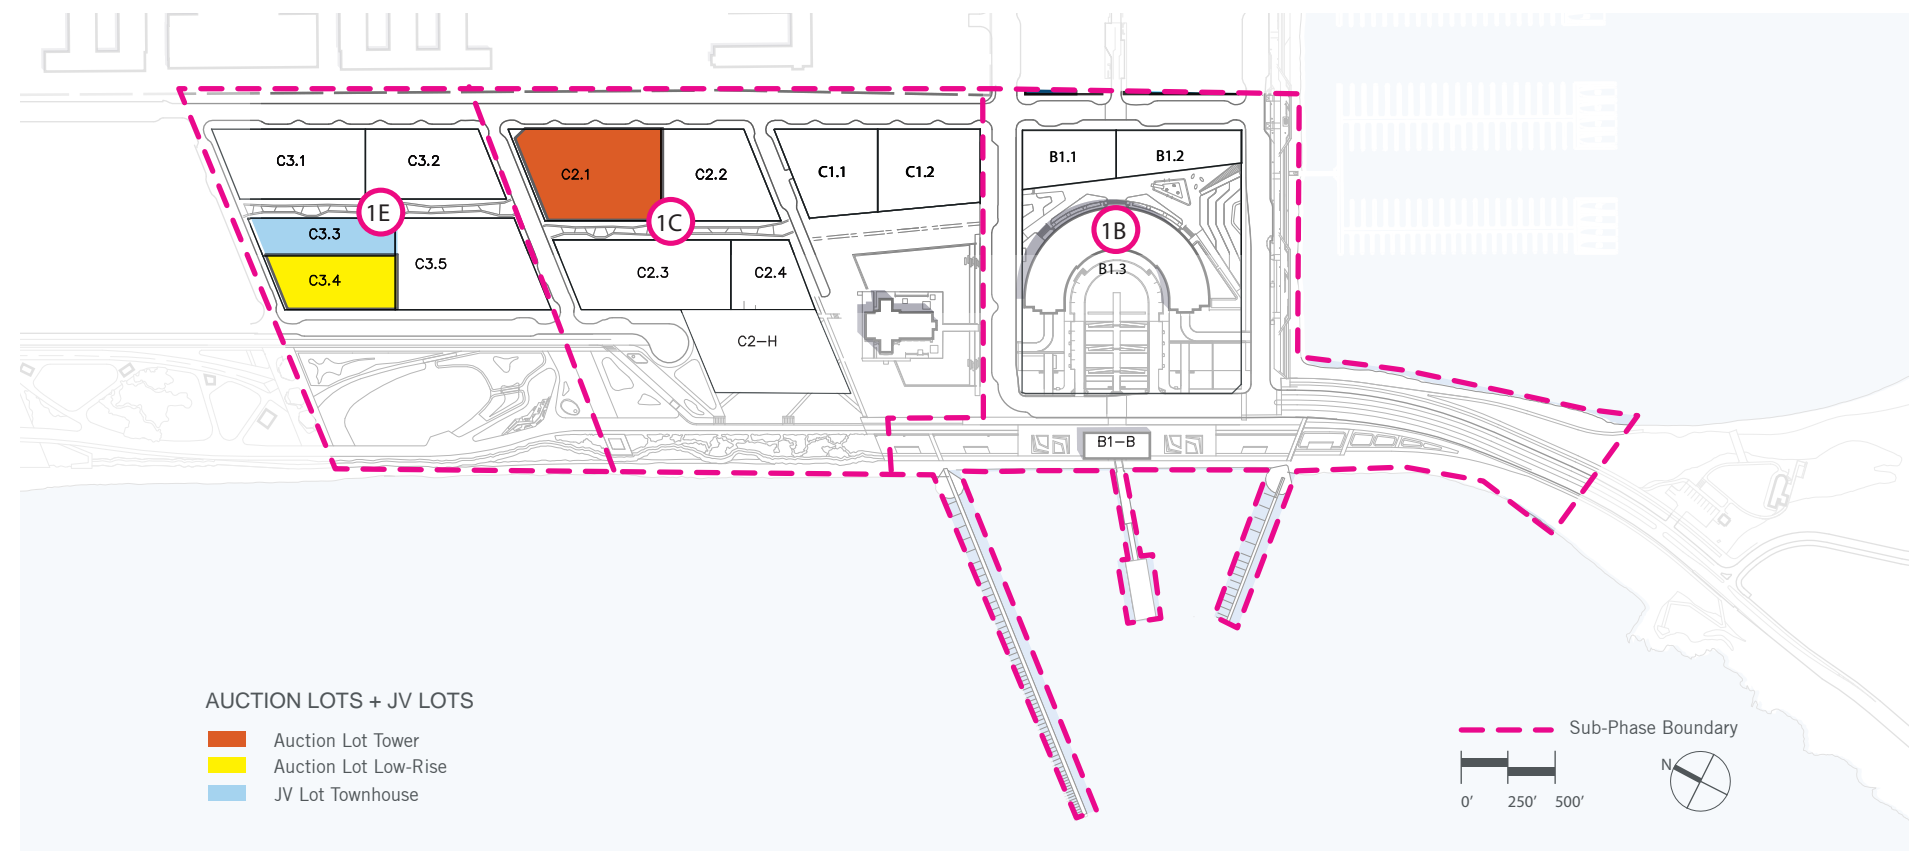 C3.1
C3.2
1E
C3.3
C3.4
C3.5
C2.1
C2.2
1C
C2.3
C2.4
C2-H
C1.1
C1.2
B1.1
B1.2
1B
B1.3
B1-B
AUCTION LOTS + JV LOTS
Auction Lot Tower
Auction Lot Low-Rise
JV Lot Townhouse
Sub-Phase Boundary
0' 250' 500'
N